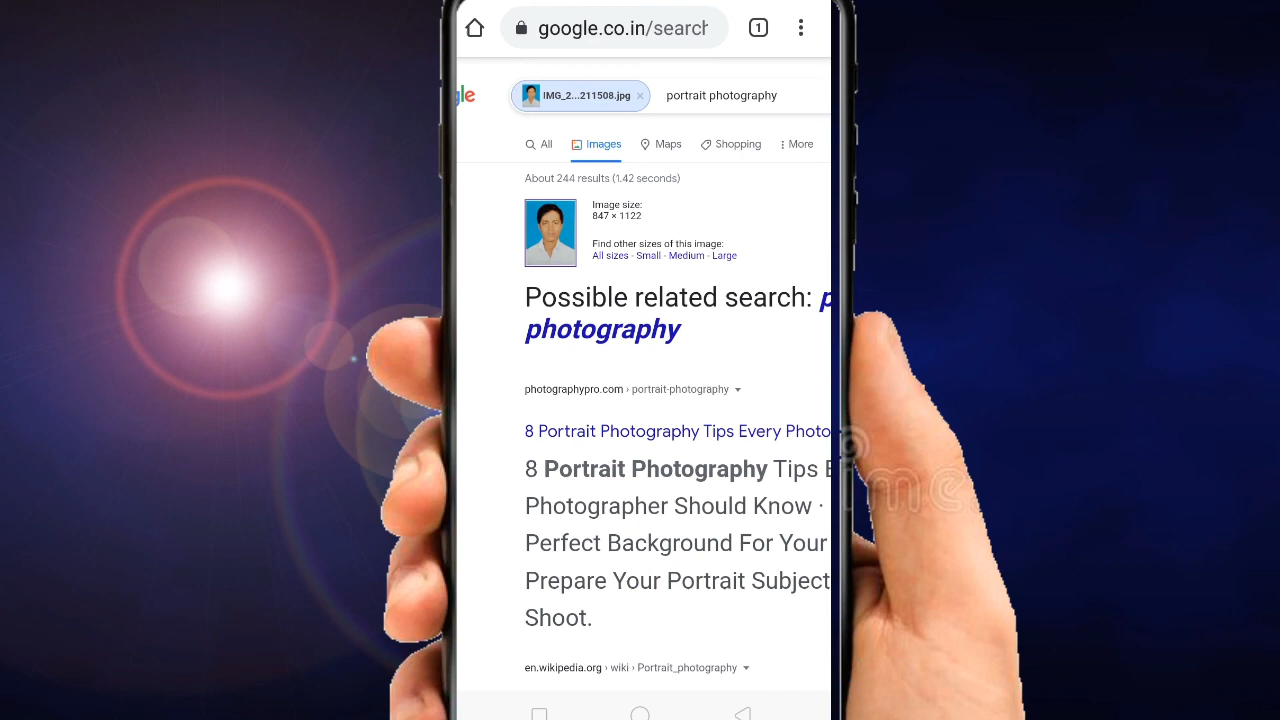 google.co.in/search
1
gle
IMG_2...211508.jpg × portrait photography
All Images Maps Shopping More
About 244 results (1.42 seconds)
Image size:
847 × 1122
Find other sizes of this image:
All sizes - Small - Medium - Large
Possible related search: p
photography
photographypro.com › portrait-photography
8 Portrait Photography Tips Every Photo
8 Portrait Photography Tips E
Photographer Should Know ·
Perfect Background For Your
Prepare Your Portrait Subject
Shoot.
en.wikipedia.org › wiki › Portrait_photography